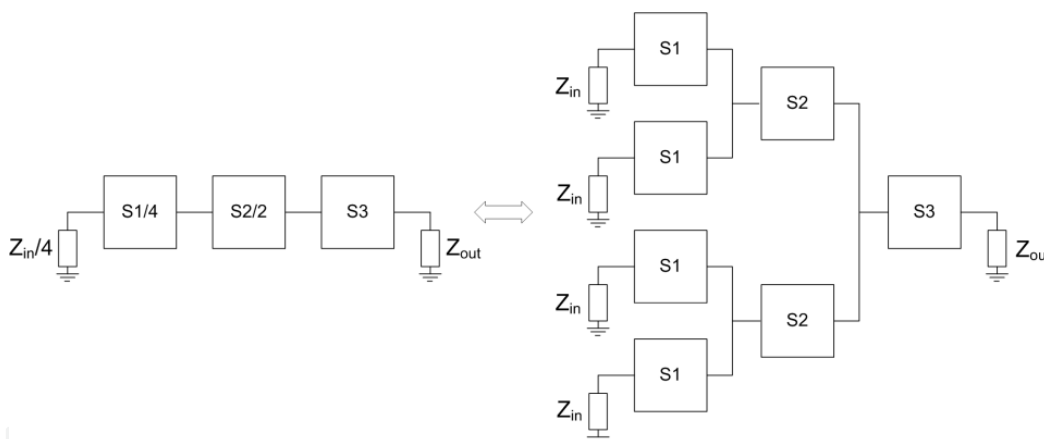 Z_in/4
S1/4
S2/2
S3
Z_out
Z_in
S1
Z_in
S1
S2
Z_in
S1
Z_in
S1
S2
S3
Z_ou